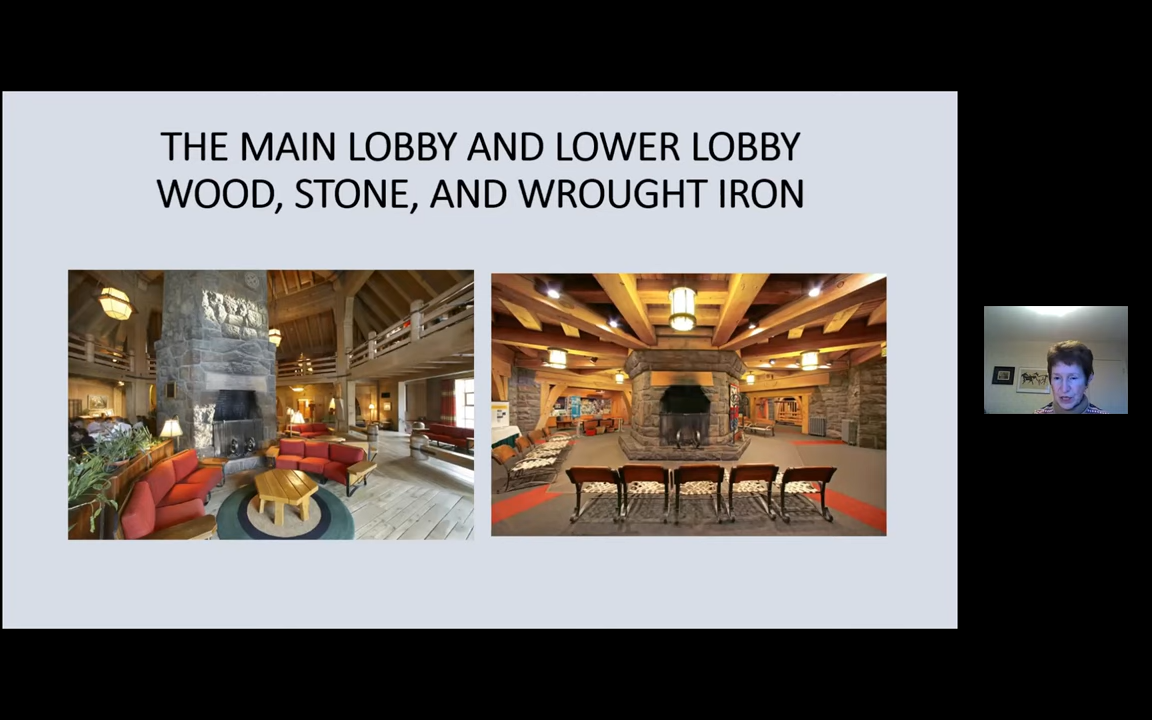 THE MAIN LOBBY AND LOWER LOBBY
WOOD, STONE, AND WROUGHT IRON